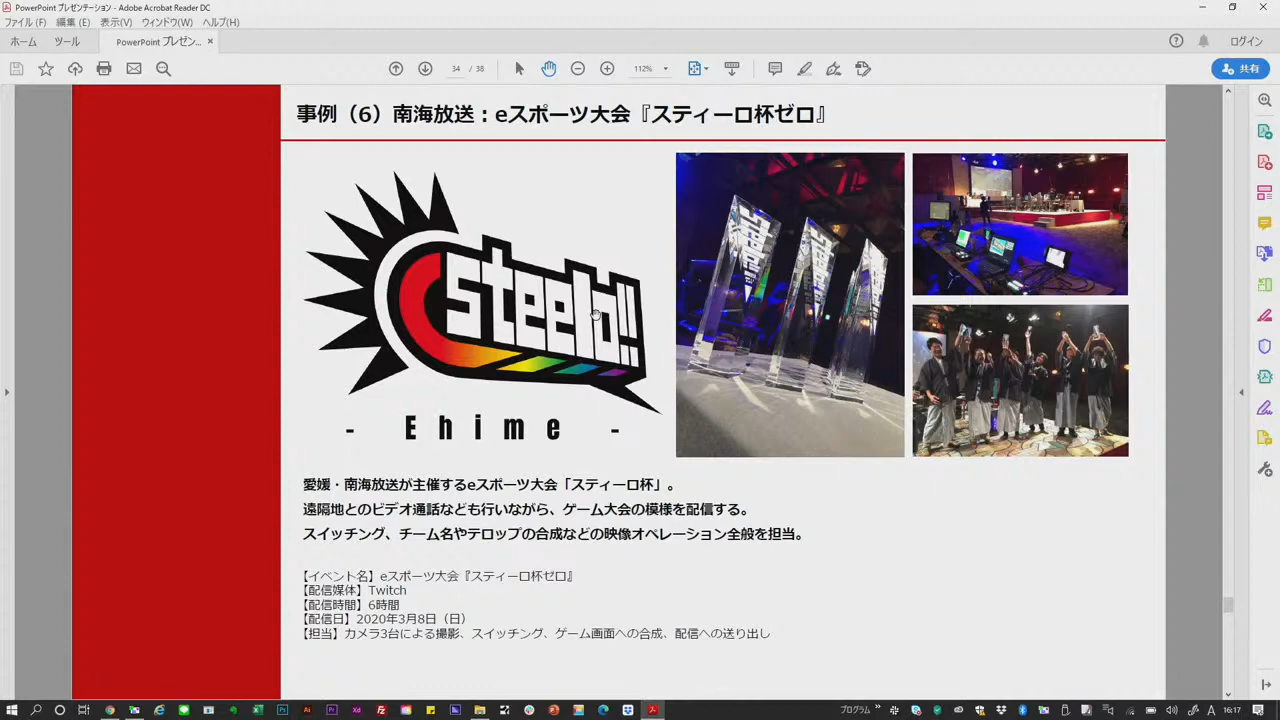 PowerPoint プレゼンテーション - Adobe Acrobat Reader DC
ファイル(F) 編集(E) 表示(V) ウィンドウ(W) ヘルプ(H)
ホーム ツール PowerPoint プレゼン... × ログイン
34 / 38 112% 共有
事例（6）南海放送：eスポーツ大会『スティーロ杯ゼロ』
steelo!!
- Ehime -
愛媛・南海放送が主催するeスポーツ大会「スティーロ杯」。
遠隔地とのビデオ通話なども行いながら、ゲーム大会の模様を配信する。
スイッチング、チーム名やテロップの合成などの映像オペレーション全般を担当。
【イベント名】eスポーツ大会『スティーロ杯ゼロ』
【配信媒体】Twitch
【配信時間】6時間
【配信日】2020年3月8日（日）
【担当】カメラ3台による撮影、スイッチング、ゲーム画面への合成、配信への送り出し
プログラム » A 16:17